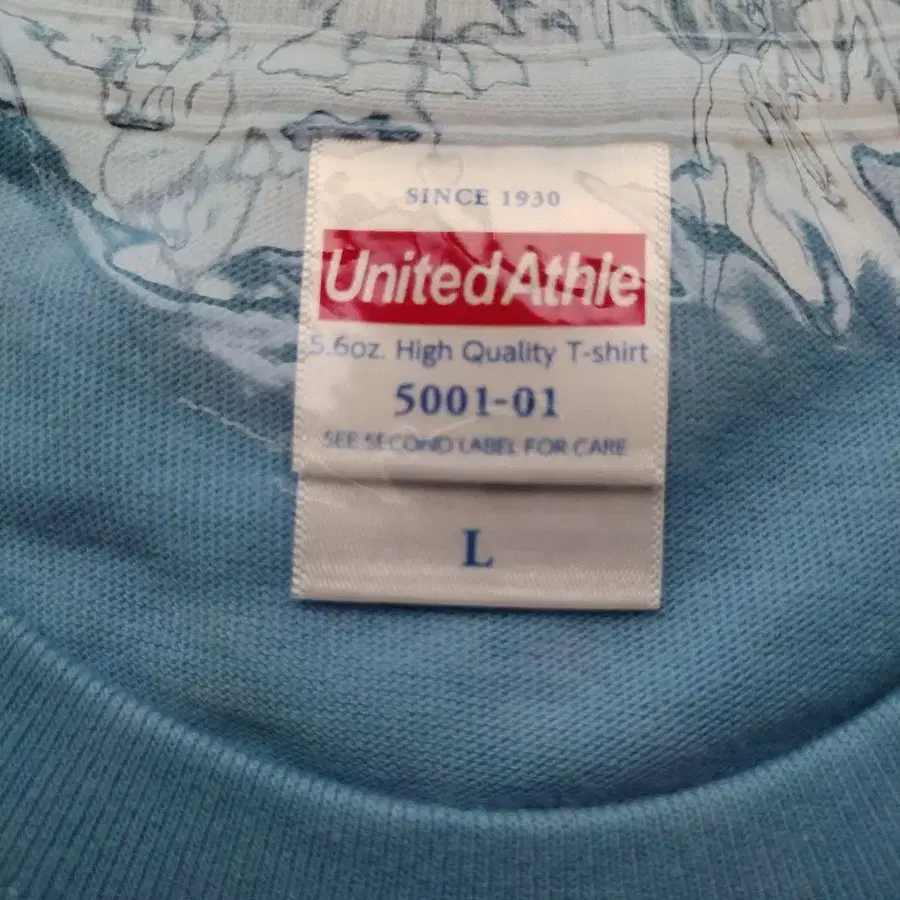 SINCE 1930
United Athle
5.6oz. High Quality T-shirt
5001-01
SEE SECOND LABEL FOR CARE
L